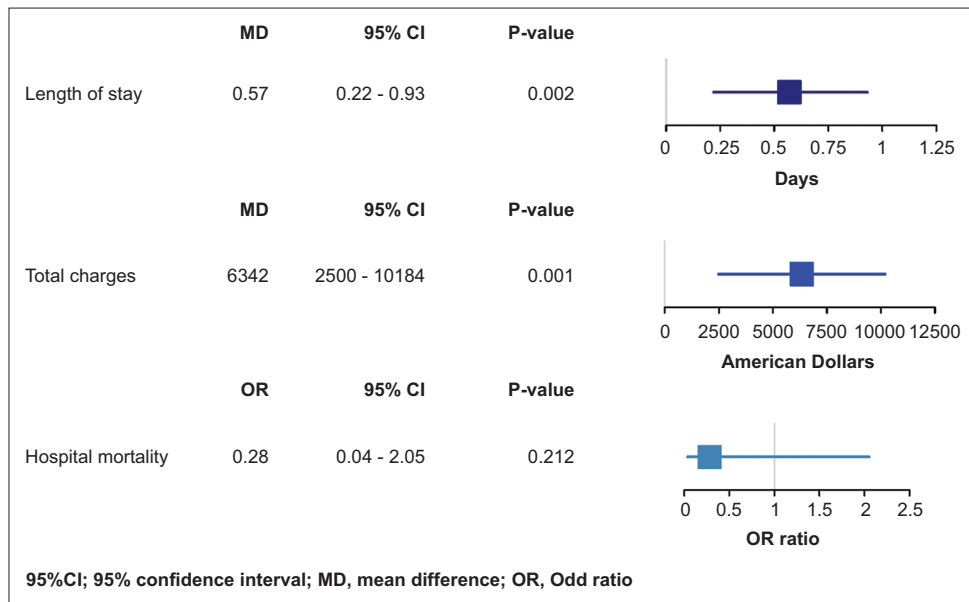 MD 95% CI P-value
Length of stay 0.57 0.22 - 0.93 0.002
0 0.25 0.5 0.75 1 1.25
Days
MD 95% CI P-value
Total charges 6342 2500 - 10184 0.001
0 2500 5000 7500 10000 12500
American Dollars
OR 95% CI P-value
Hospital mortality 0.28 0.04 - 2.05 0.212
0 0.5 1 1.5 2 2.5
OR ratio
95%CI; 95% confidence interval; MD, mean difference; OR, Odd ratio